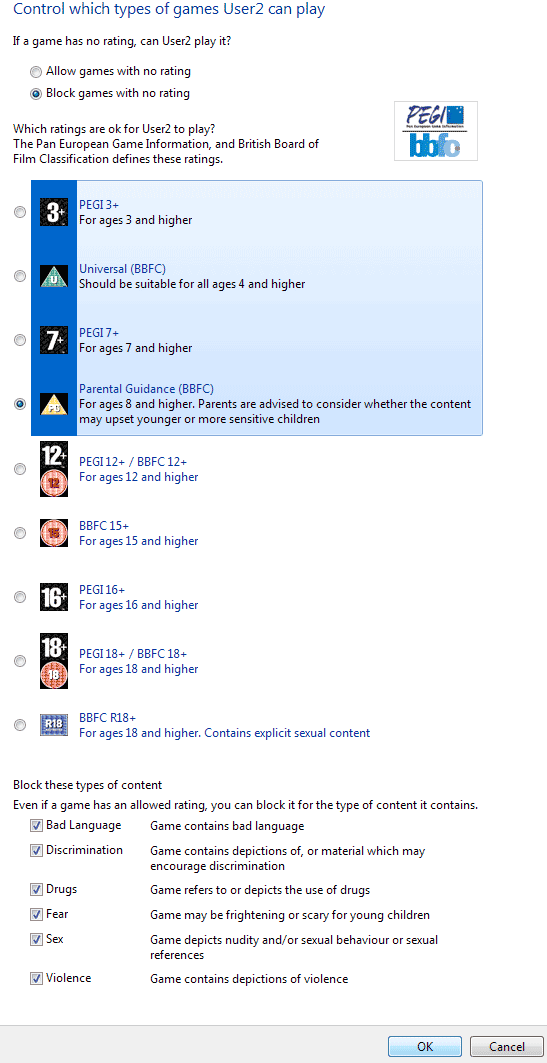 Control which types of games User2 can play
If a game has no rating, can User2 play it?
Allow games with no rating
Block games with no rating
Which ratings are ok for User2 to play?
The Pan European Game Information, and British Board of
Film Classification defines these ratings.
PEGI
Pan European Game Information
bbfc
3+
PEGI 3+
For ages 3 and higher
U
Universal (BBFC)
Should be suitable for all ages 4 and higher
7+
PEGI 7+
For ages 7 and higher
PG
Parental Guidance (BBFC)
For ages 8 and higher. Parents are advised to consider whether the content
may upset younger or more sensitive children
12+
12
PEGI 12+ / BBFC 12+
For ages 12 and higher
15
BBFC 15+
For ages 15 and higher
16+
PEGI 16+
For ages 16 and higher
18+
18
PEGI 18+ / BBFC 18+
For ages 18 and higher
R18
BBFC R18+
For ages 18 and higher. Contains explicit sexual content
Block these types of content
Even if a game has an allowed rating, you can block it for the type of content it contains.
Bad Language Game contains bad language
Discrimination Game contains depictions of, or material which may
encourage discrimination
Drugs Game refers to or depicts the use of drugs
Fear Game may be frightening or scary for young children
Sex Game depicts nudity and/or sexual behaviour or sexual
references
Violence Game contains depictions of violence
OK Cancel